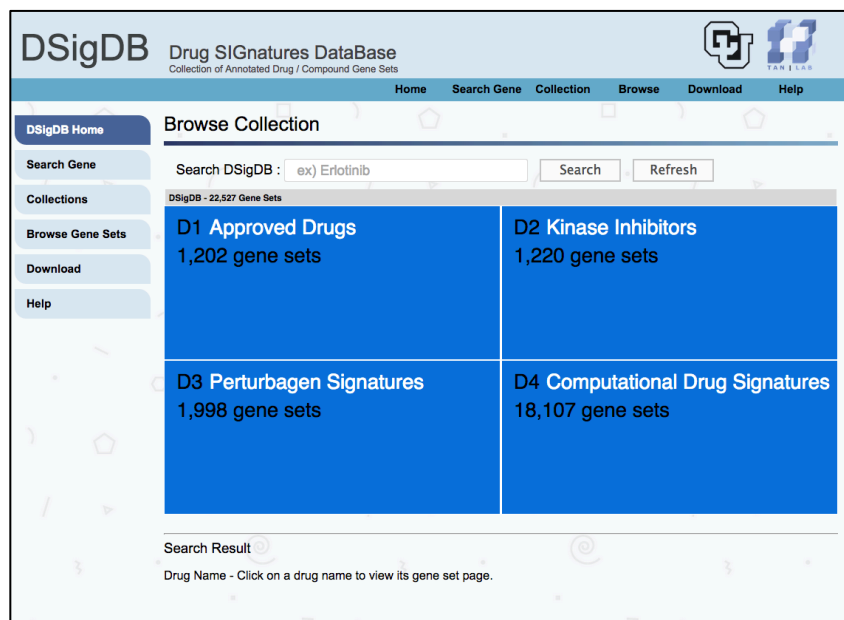 DSigDB
Drug SIGnatures DataBase
Collection of Annotated Drug / Compound Gene Sets
TAN | LAB
Home Search Gene Collection Browse Download Help
DSigDB Home
Search Gene
Collections
Browse Gene Sets
Download
Help
Browse Collection
Search DSigDB : ex) Erlotinib Search Refresh
DSigDB - 22,527 Gene Sets
D1 Approved Drugs
1,202 gene sets
D2 Kinase Inhibitors
1,220 gene sets
D3 Perturbagen Signatures
1,998 gene sets
D4 Computational Drug Signatures
18,107 gene sets
Search Result
Drug Name - Click on a drug name to view its gene set page.